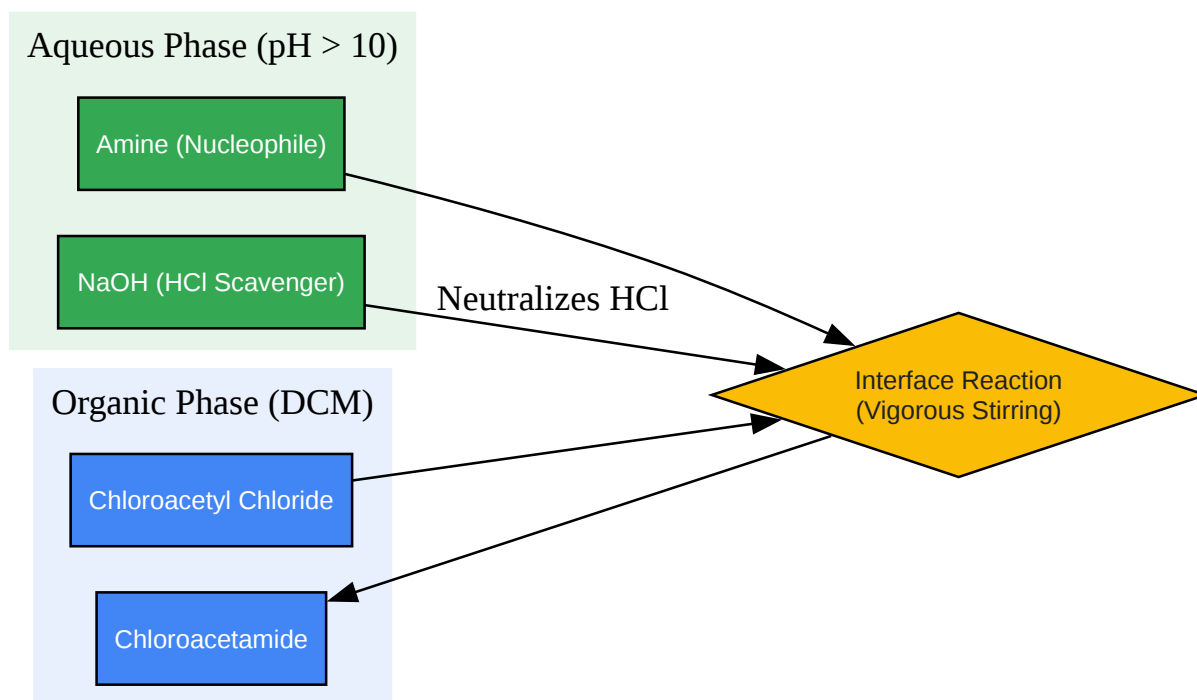 Aqueous Phase (pH > 10)
Amine (Nucleophile)
NaOH (HCl Scavenger)
Neutralizes HCl
Interface Reaction
(Vigorous Stirring)
Organic Phase (DCM)
Chloroacetyl Chloride
Chloroacetamide